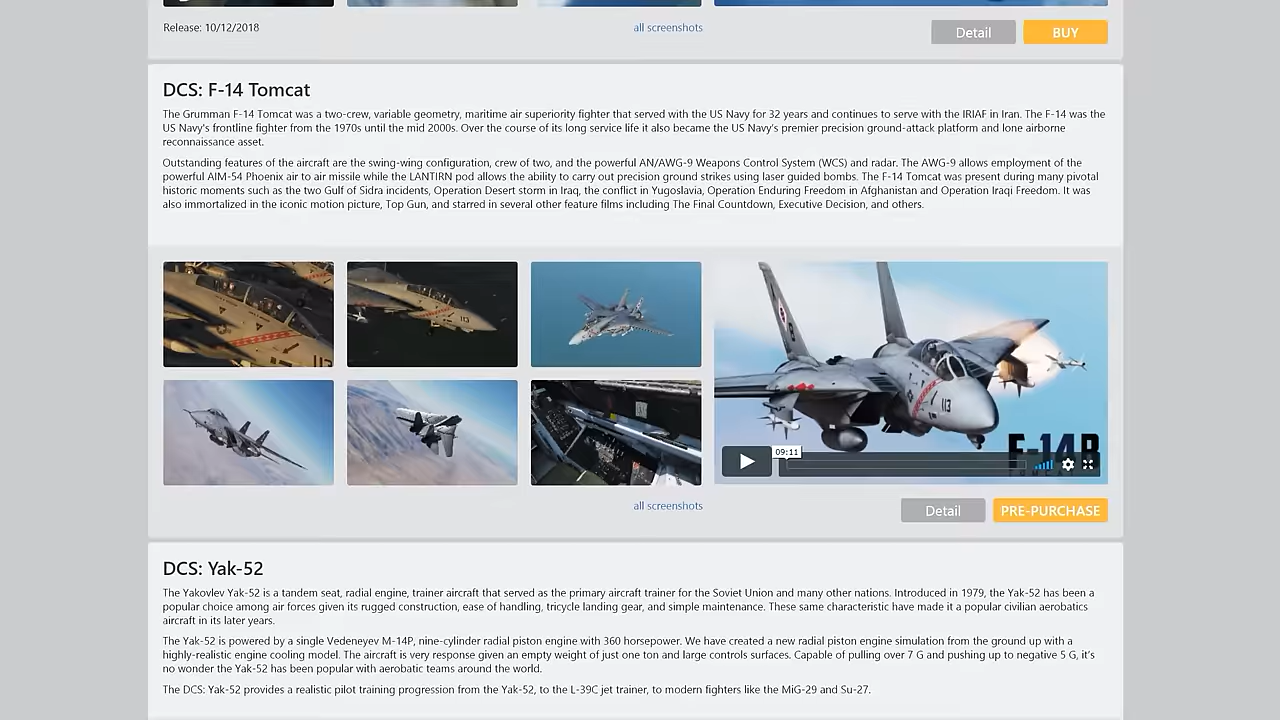 Release: 10/12/2018
all screenshots
Detail
BUY
DCS: F-14 Tomcat
The Grumman F-14 Tomcat was a two-crew, variable geometry, maritime air superiority fighter that served with the US Navy for 32 years and continues to serve with the IRIAF in Iran. The F-14 was the
US Navy's frontline fighter from the 1970s until the mid 2000s. Over the course of its long service life it also became the US Navy's premier precision ground-attack platform and lone airborne
reconnaissance asset.
Outstanding features of the aircraft are the swing-wing configuration, crew of two, and the powerful AN/AWG-9 Weapons Control System (WCS) and radar. The AWG-9 allows employment of the
powerful AIM-54 Phoenix air to air missile while the LANTIRN pod allows the ability to carry out precision ground strikes using laser guided bombs. The F-14 Tomcat was present during many pivotal
historic moments such as the two Gulf of Sidra incidents, Operation Desert storm in Iraq, the conflict in Yugoslavia, Operation Enduring Freedom in Afghanistan and Operation Iraqi Freedom. It was
also immortalized in the iconic motion picture, Top Gun, and starred in several other feature films including The Final Countdown, Executive Decision, and others.
113
113
F-14B
09:11
all screenshots
Detail
PRE-PURCHASE
DCS: Yak-52
The Yakovlev Yak-52 is a tandem seat, radial engine, trainer aircraft that served as the primary aircraft trainer for the Soviet Union and many other nations. Introduced in 1979, the Yak-52 has been a
popular choice among air forces given its rugged construction, ease of handling, tricycle landing gear, and simple maintenance. These same characteristic have made it a popular civilian aerobatics
aircraft in its later years.
The Yak-52 is powered by a single Vedeneyev M-14P, nine-cylinder radial piston engine with 360 horsepower. We have created a new radial piston engine simulation from the ground up with a
highly-realistic engine cooling model. The aircraft is very response given an empty weight of just one ton and large controls surfaces. Capable of pulling over 7 G and pushing up to negative 5 G, it's
no wonder the Yak-52 has been popular with aerobatic teams around the world.
The DCS: Yak-52 provides a realistic pilot training progression from the Yak-52, to the L-39C jet trainer, to modern fighters like the MiG-29 and Su-27.